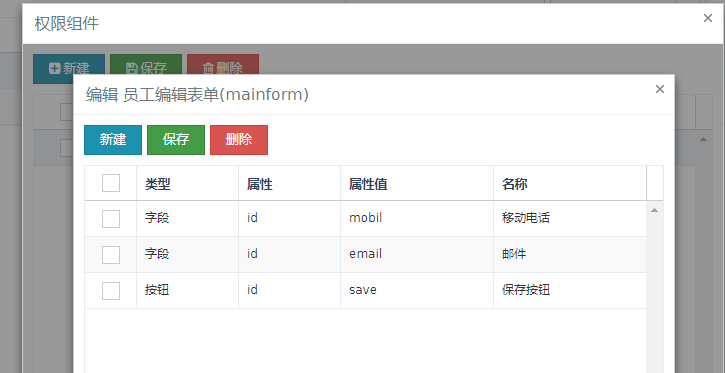 权限组件
新建 保存 删除
编辑 员工编辑表单(mainform)
新建 保存 删除
类型 属性 属性值 名称
字段 id mobil 移动电话
字段 id email 邮件
按钮 id save 保存按钮